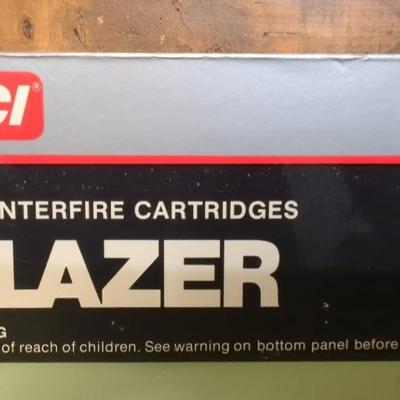 CI®
NTERFIRE CARTRIDGES
LAZER
G
of reach of children. See warning on bottom panel before